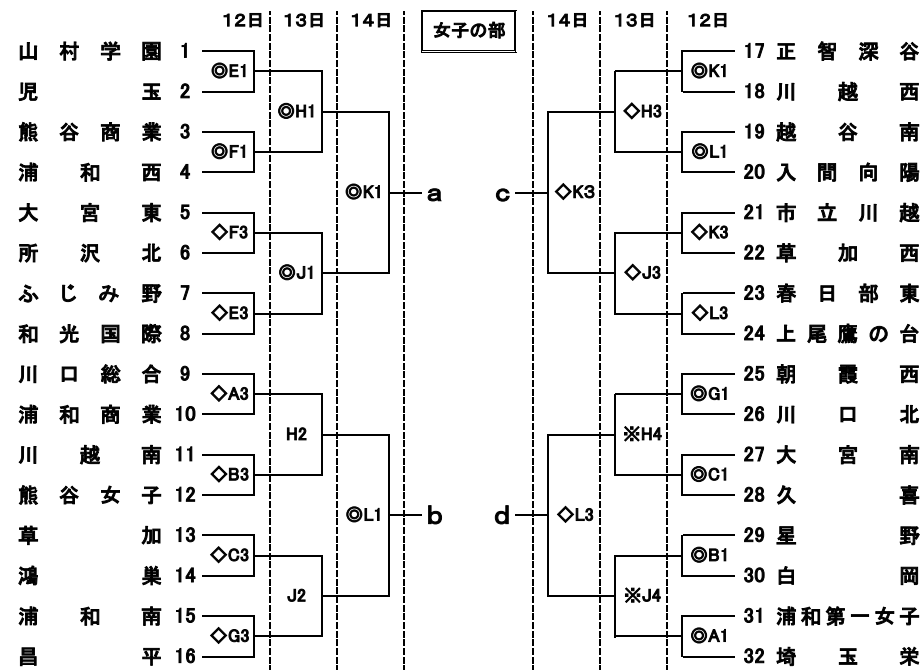 12日 13日 14日 女子の部 14日 13日 12日
山村学園 1 17 正智深谷
◎E1 ◎K1
児玉 2 18 川越西
◎H1 ◇H3
熊谷商業 3 19 越谷南
◎F1 ◎L1
浦和西 4 20 入間向陽
◎K1 a c ◇K3
大宮東 5 21 市立川越
◇F3 ◇K3
所沢北 6 22 草加西
◎J1 ◇J3
ふじみ野 7 23 春日部東
◇E3 ◇L3
和光国際 8 24 上尾鷹の台
川口総合 9 25 朝霞西
◇A3 ◎G1
浦和商業 10 26 川口北
H2 ※H4
川越南 11 27 大宮南
◇B3 ◎C1
熊谷女子 12 28 久喜
◎L1 b d ◇L3
草加 13 29 星野
◇C3 ◎B1
鴻巣 14 30 白岡
J2 ※J4
浦和南 15 31 浦和第一女子
◇G3 ◎A1
昌平 16 32 埼玉栄